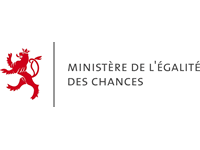 MINISTÈRE DE L'ÉGALITÉ
DES CHANCES